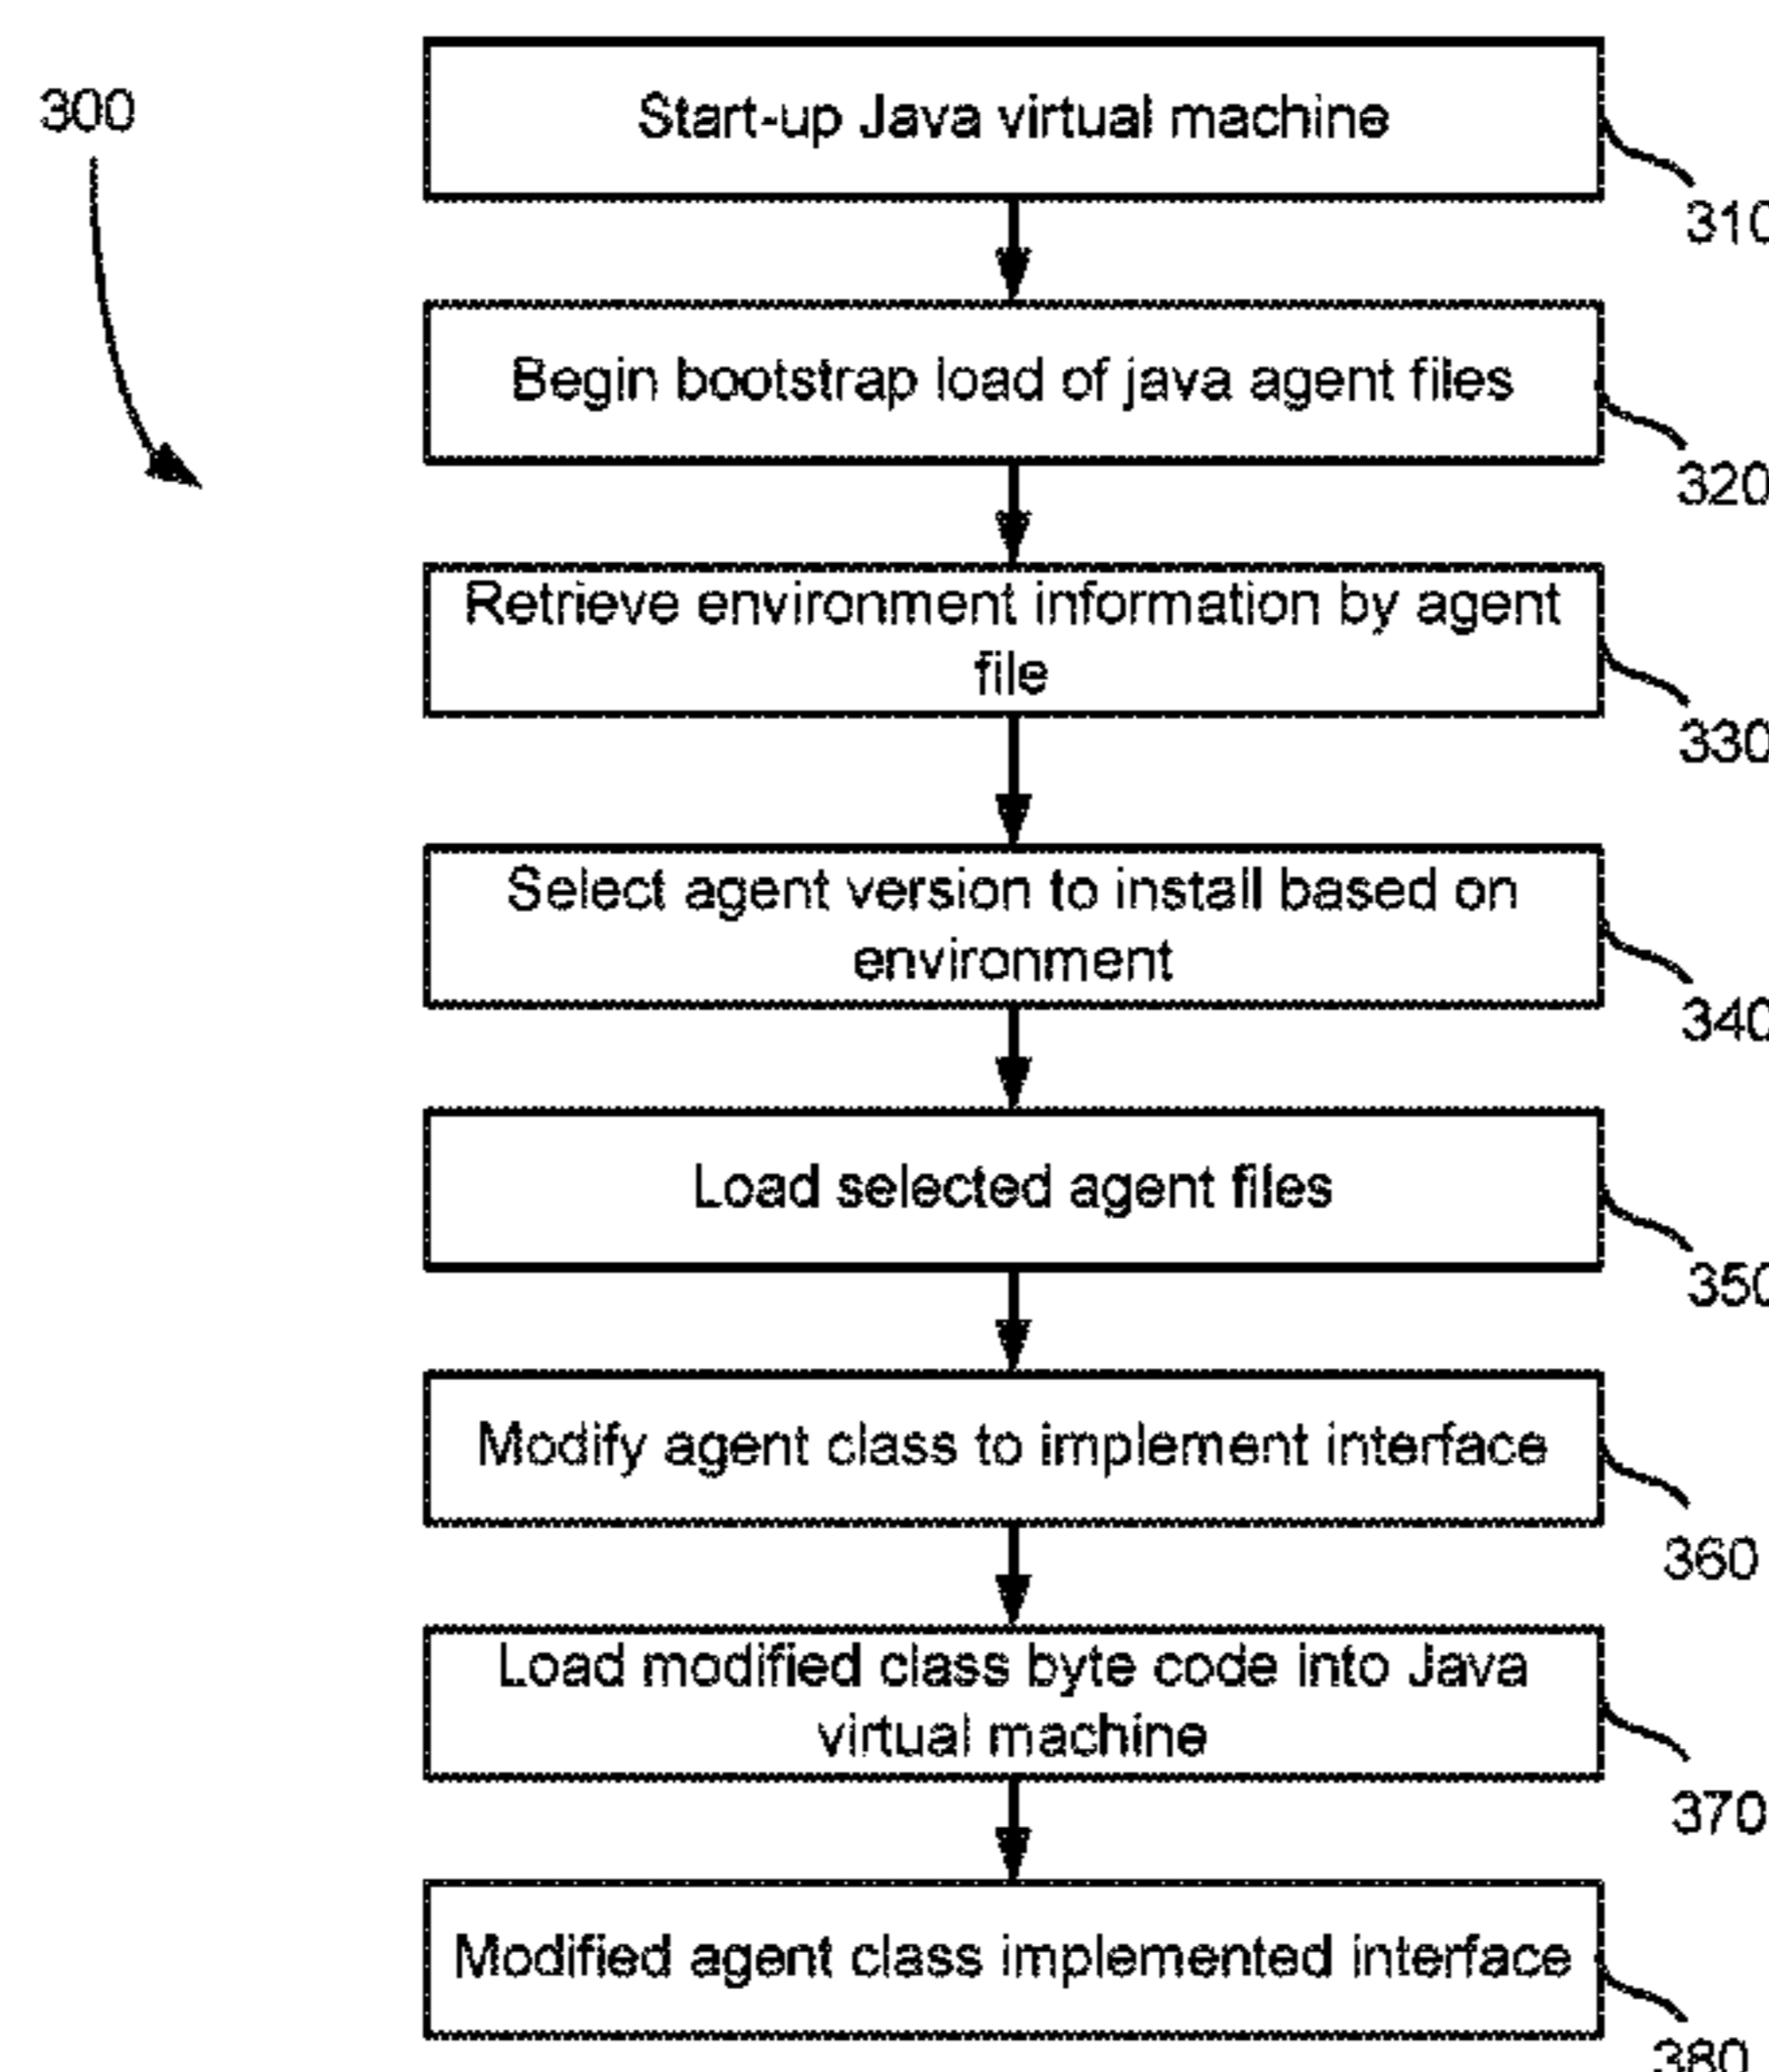 300
Start-up Java virtual machine
310
Begin bootstrap load of java agent files
320
Retrieve environment information by agent
file
330
Select agent version to install based on
environment
340
Load selected agent files
350
Modify agent class to implement interface
360
Load modified class byte code into Java
virtual machine
370
Modified agent class implemented interface
380